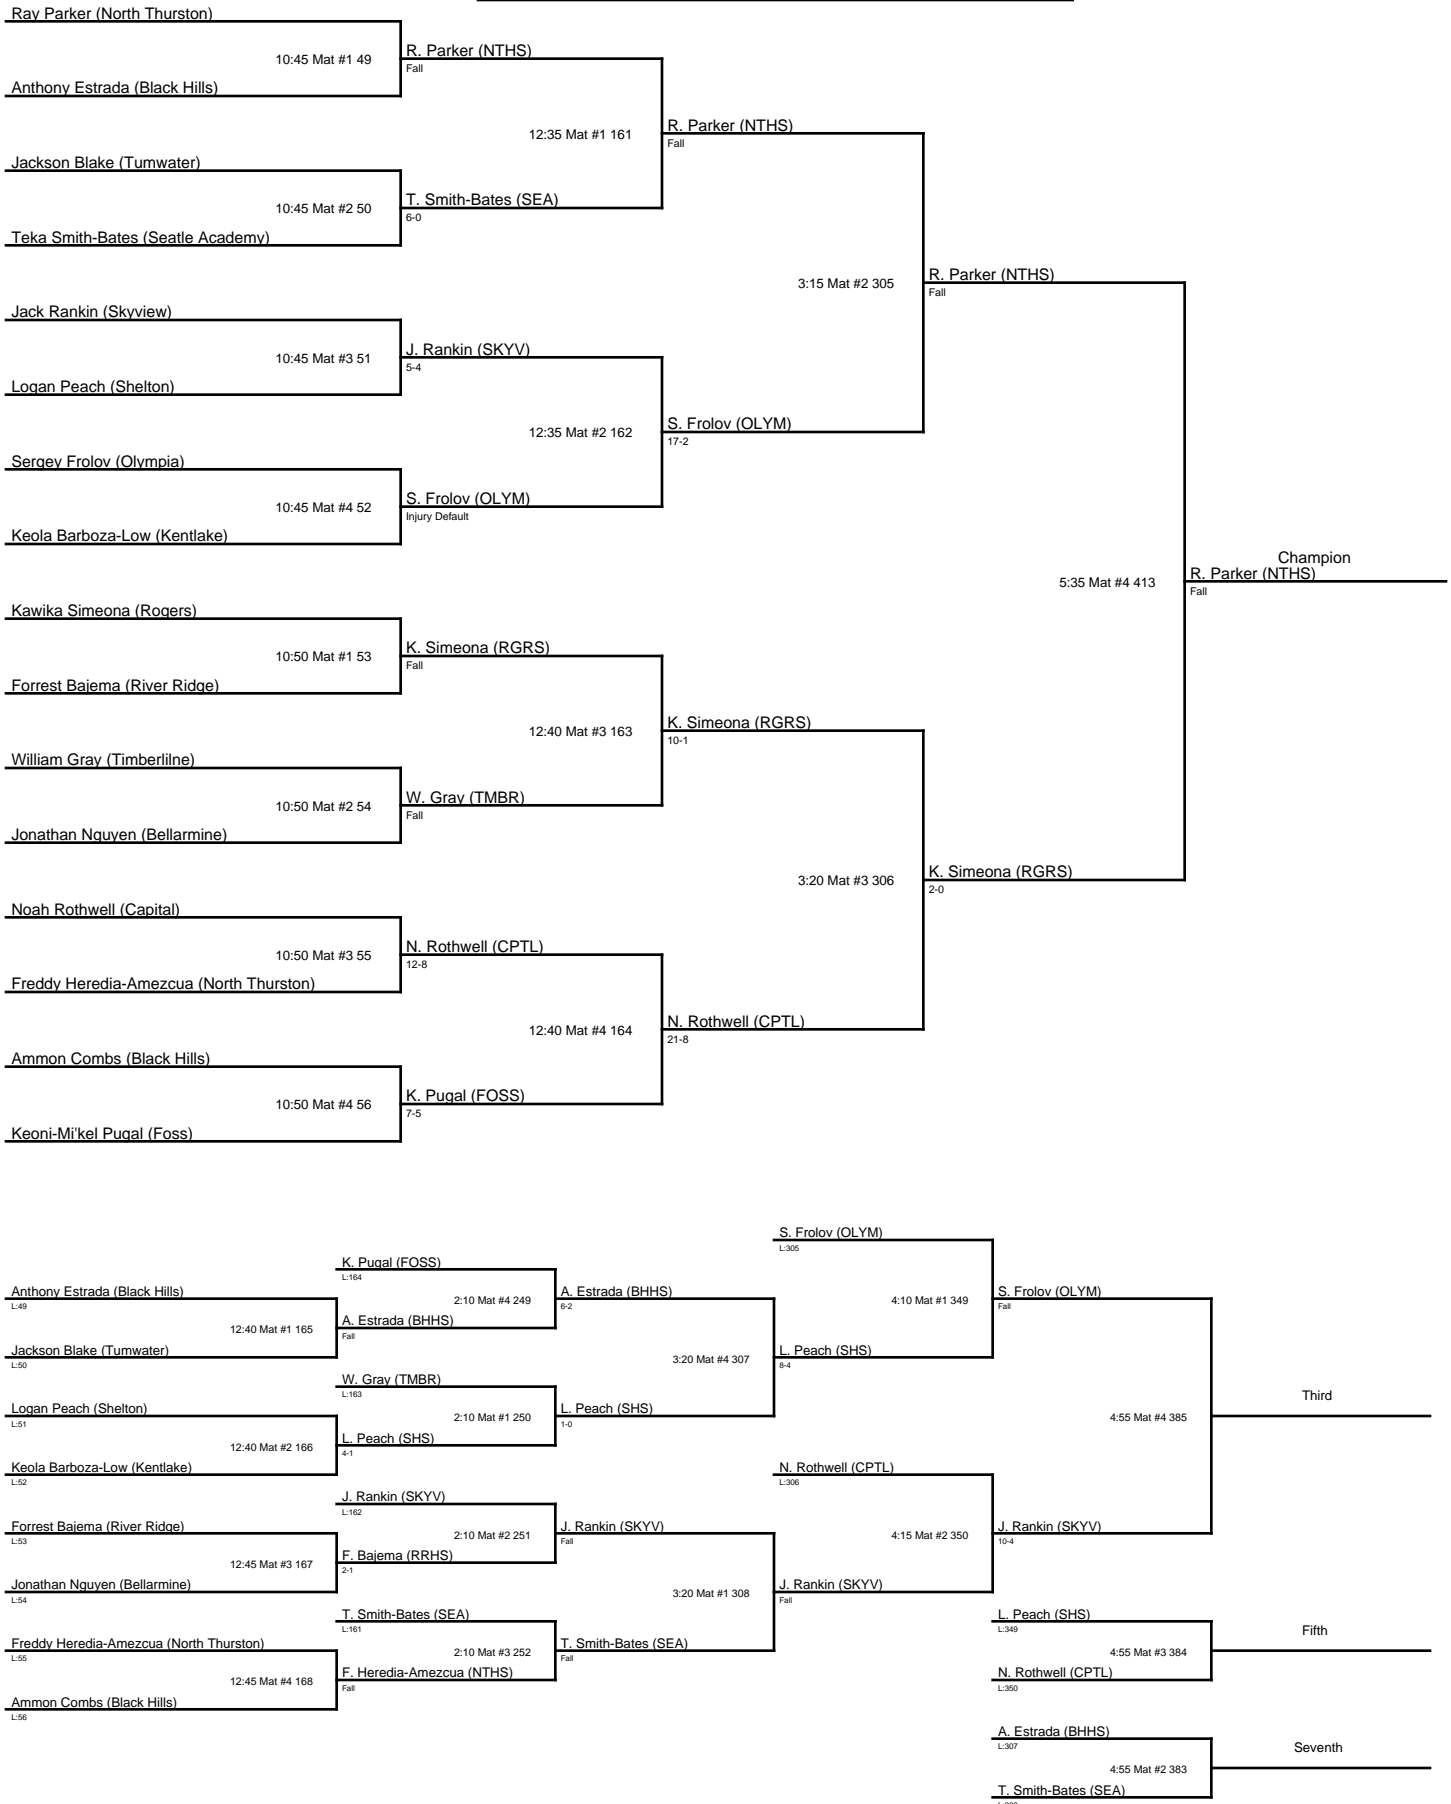 Ray Parker (North Thurston)
10:45 Mat #1 49
R. Parker (NTHS)
Fall
Anthony Estrada (Black Hills)
12:35 Mat #1 161
R. Parker (NTHS)
Fall
Jackson Blake (Tumwater)
10:45 Mat #2 50
T. Smith-Bates (SEA)
6-0
Teka Smith-Bates (Seatle Academy)
3:15 Mat #2 305
R. Parker (NTHS)
Fall
Jack Rankin (Skyview)
10:45 Mat #3 51
J. Rankin (SKYV)
5-4
Logan Peach (Shelton)
12:35 Mat #2 162
S. Frolov (OLYM)
17-2
Sergey Frolov (Olympia)
10:45 Mat #4 52
S. Frolov (OLYM)
Injury Default
Keola Barboza-Low (Kentlake)
5:35 Mat #4 413
Champion
R. Parker (NTHS)
Fall
Kawika Simeona (Rogers)
10:50 Mat #1 53
K. Simeona (RGRS)
Fall
Forrest Bajema (River Ridge)
12:40 Mat #3 163
K. Simeona (RGRS)
10-1
William Gray (Timberlilne)
10:50 Mat #2 54
W. Gray (TMBR)
Fall
Jonathan Nguyen (Bellarmine)
3:20 Mat #3 306
K. Simeona (RGRS)
2-0
Noah Rothwell (Capital)
10:50 Mat #3 55
N. Rothwell (CPTL)
12-8
Freddy Heredia-Amezcua (North Thurston)
12:40 Mat #4 164
N. Rothwell (CPTL)
21-8
Ammon Combs (Black Hills)
10:50 Mat #4 56
K. Pugal (FOSS)
7-5
Keoni-Mi'kel Pugal (Foss)
S. Frolov (OLYM)
L:305
K. Pugal (FOSS)
L:164
Anthony Estrada (Black Hills)
L:49
2:10 Mat #4 249
A. Estrada (BHHS)
6-2
4:10 Mat #1 349
S. Frolov (OLYM)
Fall
12:40 Mat #1 165
A. Estrada (BHHS)
Fall
Jackson Blake (Tumwater)
L:50
3:20 Mat #4 307
L. Peach (SHS)
8-4
W. Gray (TMBR)
L:163
Logan Peach (Shelton)
L:51
2:10 Mat #1 250
L. Peach (SHS)
1-0
4:55 Mat #4 385
Third
12:40 Mat #2 166
L. Peach (SHS)
4-1
Keola Barboza-Low (Kentlake)
L:52
N. Rothwell (CPTL)
L:306
J. Rankin (SKYV)
L:162
Forrest Bajema (River Ridge)
L:53
2:10 Mat #2 251
J. Rankin (SKYV)
Fall
4:15 Mat #2 350
J. Rankin (SKYV)
10-4
12:45 Mat #3 167
F. Bajema (RRHS)
2-1
Jonathan Nguyen (Bellarmine)
L:54
3:20 Mat #1 308
J. Rankin (SKYV)
Fall
T. Smith-Bates (SEA)
L:161
L. Peach (SHS)
L:349
Freddy Heredia-Amezcua (North Thurston)
L:55
2:10 Mat #3 252
T. Smith-Bates (SEA)
Fall
4:55 Mat #3 384
Fifth
12:45 Mat #4 168
F. Heredia-Amezcua (NTHS)
Fall
N. Rothwell (CPTL)
L:350
Ammon Combs (Black Hills)
L:56
A. Estrada (BHHS)
L:307
4:55 Mat #2 383
Seventh
T. Smith-Bates (SEA)